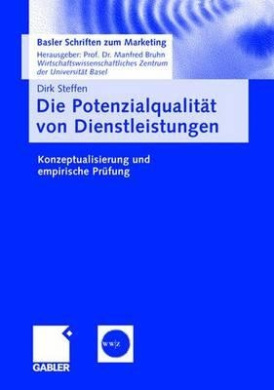 Basler Schriften zum Marketing
Herausgeber: Prof. Dr. Manfred Bruhn
Wirtschaftswissenschaftliches Zentrum
der Universität Basel
Dirk Steffen
Die Potenzialqualität
von Dienstleistungen
Konzeptualisierung und
empirische Prüfung
GABLER
wwz